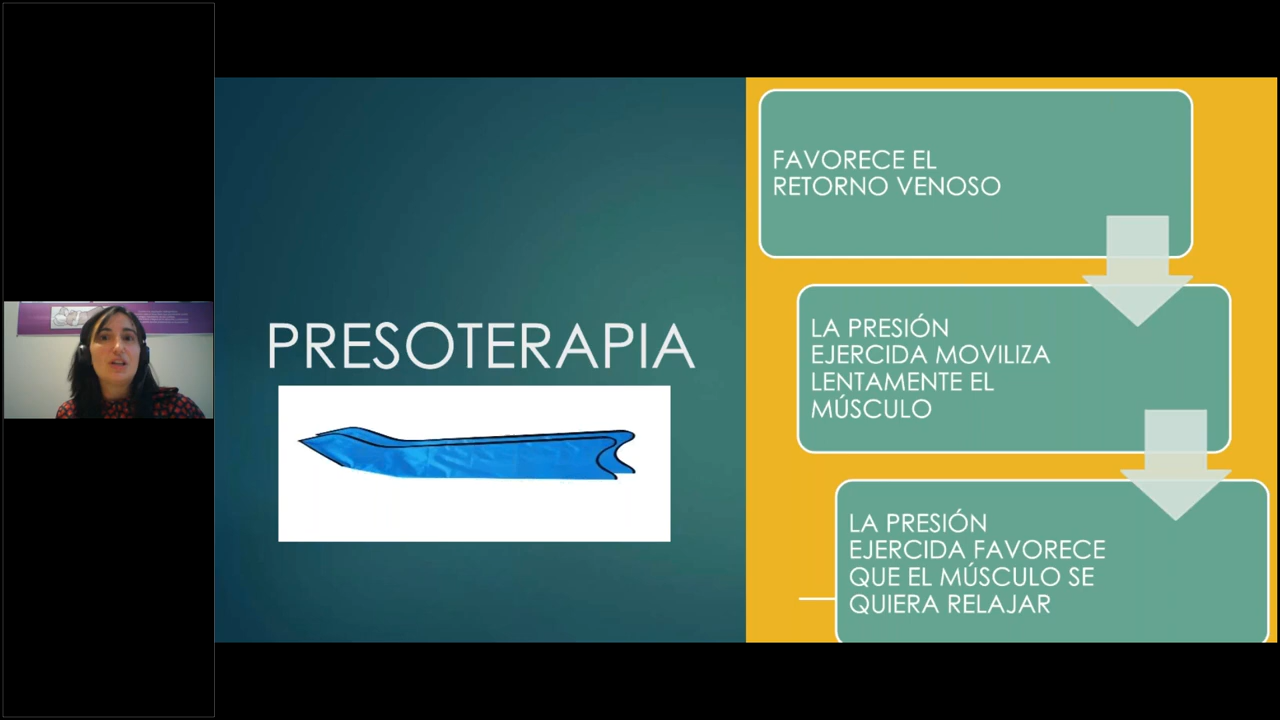 PRESOTERAPIA
FAVORECE EL
RETORNO VENOSO
LA PRESIÓN
EJERCIDA MOVILIZA
LENTAMENTE EL
MÚSCULO
LA PRESIÓN
EJERCIDA FAVORECE
QUE EL MÚSCULO SE
QUIERA RELAJAR